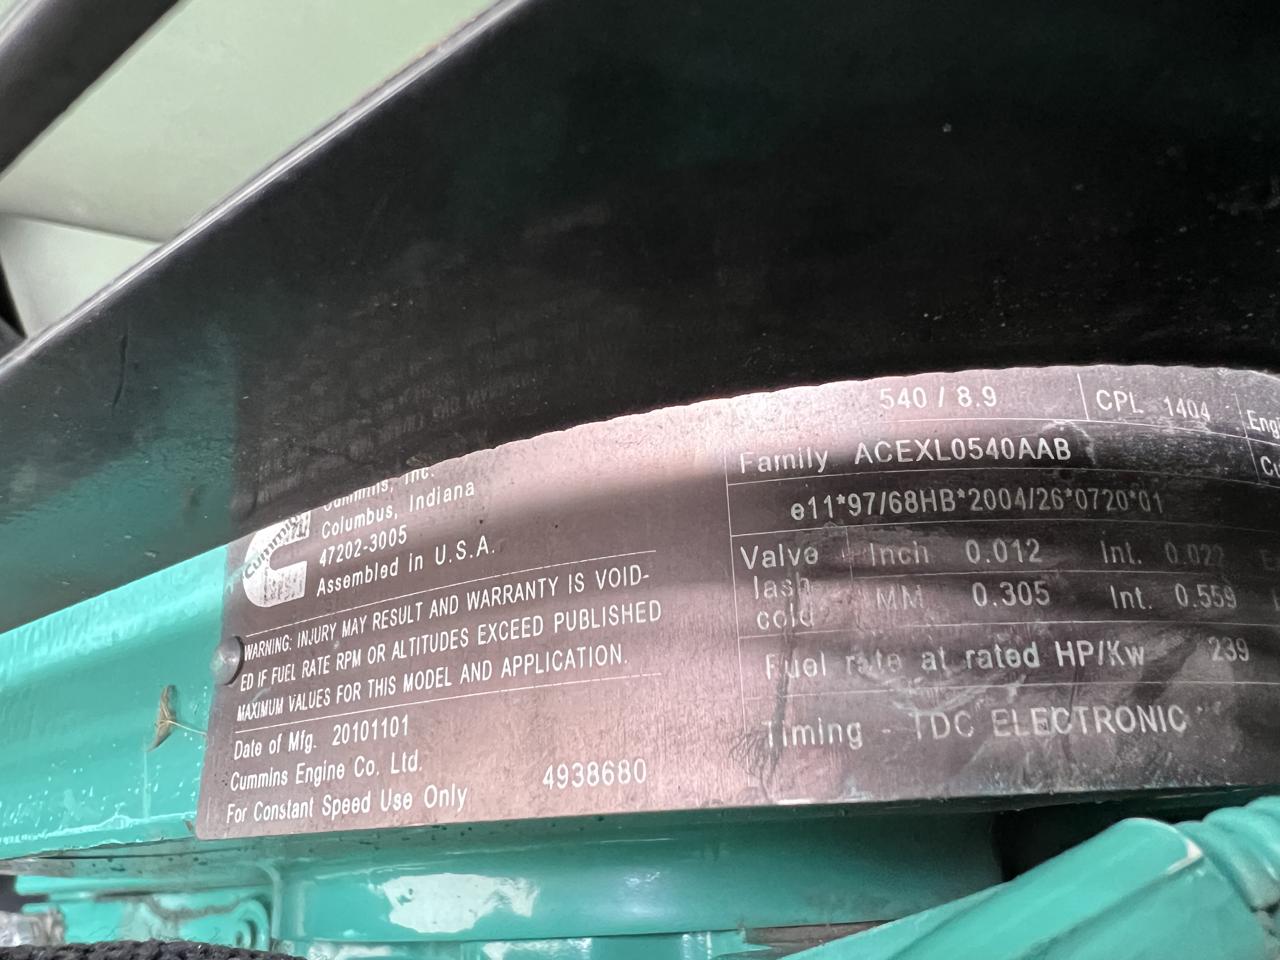 Cummins, Inc.
Columbus, Indiana
47202-3005
Assembled in U.S.A.
Cummins
WARNING: INJURY MAY RESULT AND WARRANTY IS VOID-
ED IF FUEL RATE RPM OR ALTITUDES EXCEED PUBLISHED
MAXIMUM VALUES FOR THIS MODEL AND APPLICATION.
Date of Mfg. 20101101
Cummins Engine Co. Ltd.
For Constant Speed Use Only 4938680
540 / 8.9 CPL 1404
Family ACEXL0540AAB
e11*97/68HB*2004/26*0720*01
Valve Inch 0.012 Int. 0.022
lash MM 0.305 Int. 0.559
cold
Fuel rate at rated HP/Kw 239
Timing - TDC ELECTRONIC